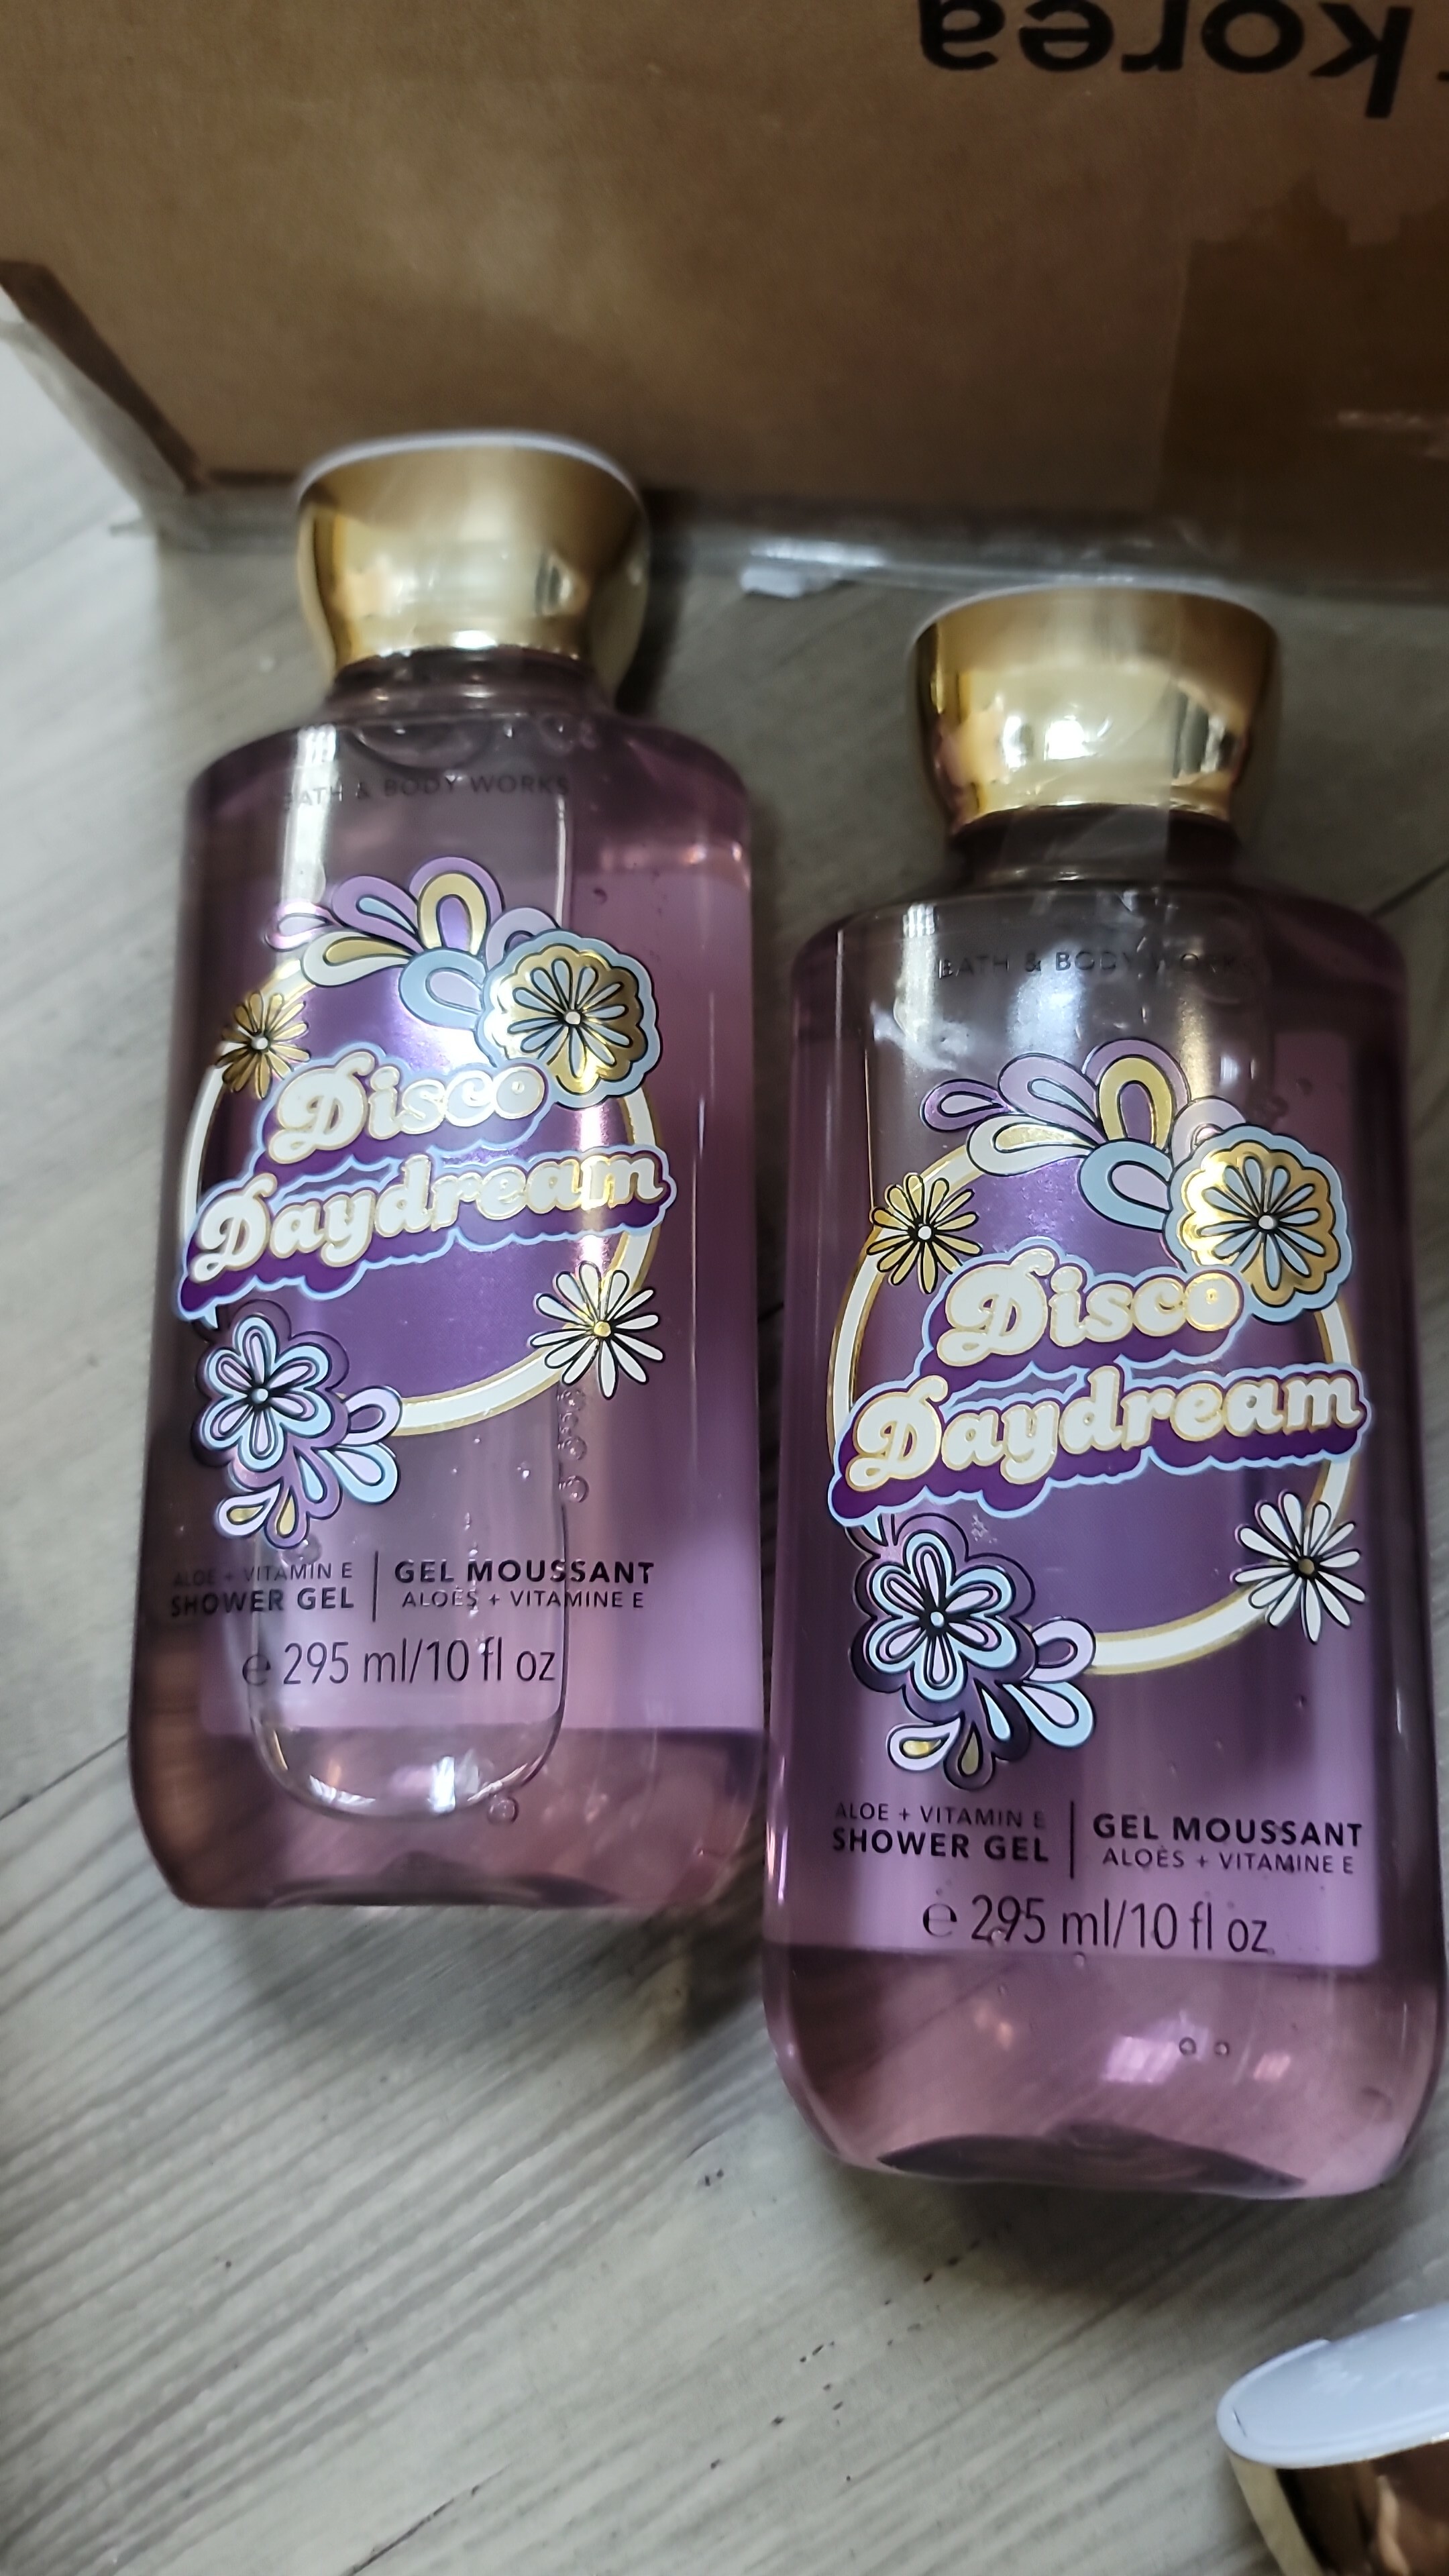 korea
BATH & BODY WORKS
Disco
Daydream
ALOE + VITAMIN E
SHOWER GEL
GEL MOUSSANT
ALOÈS + VITAMINE E
e 295 ml/10 fl oz
BATH & BODY WORKS
Disco
Daydream
ALOE + VITAMIN E
SHOWER GEL
GEL MOUSSANT
ALOÈS + VITAMINE E
e 295 ml/10 fl oz